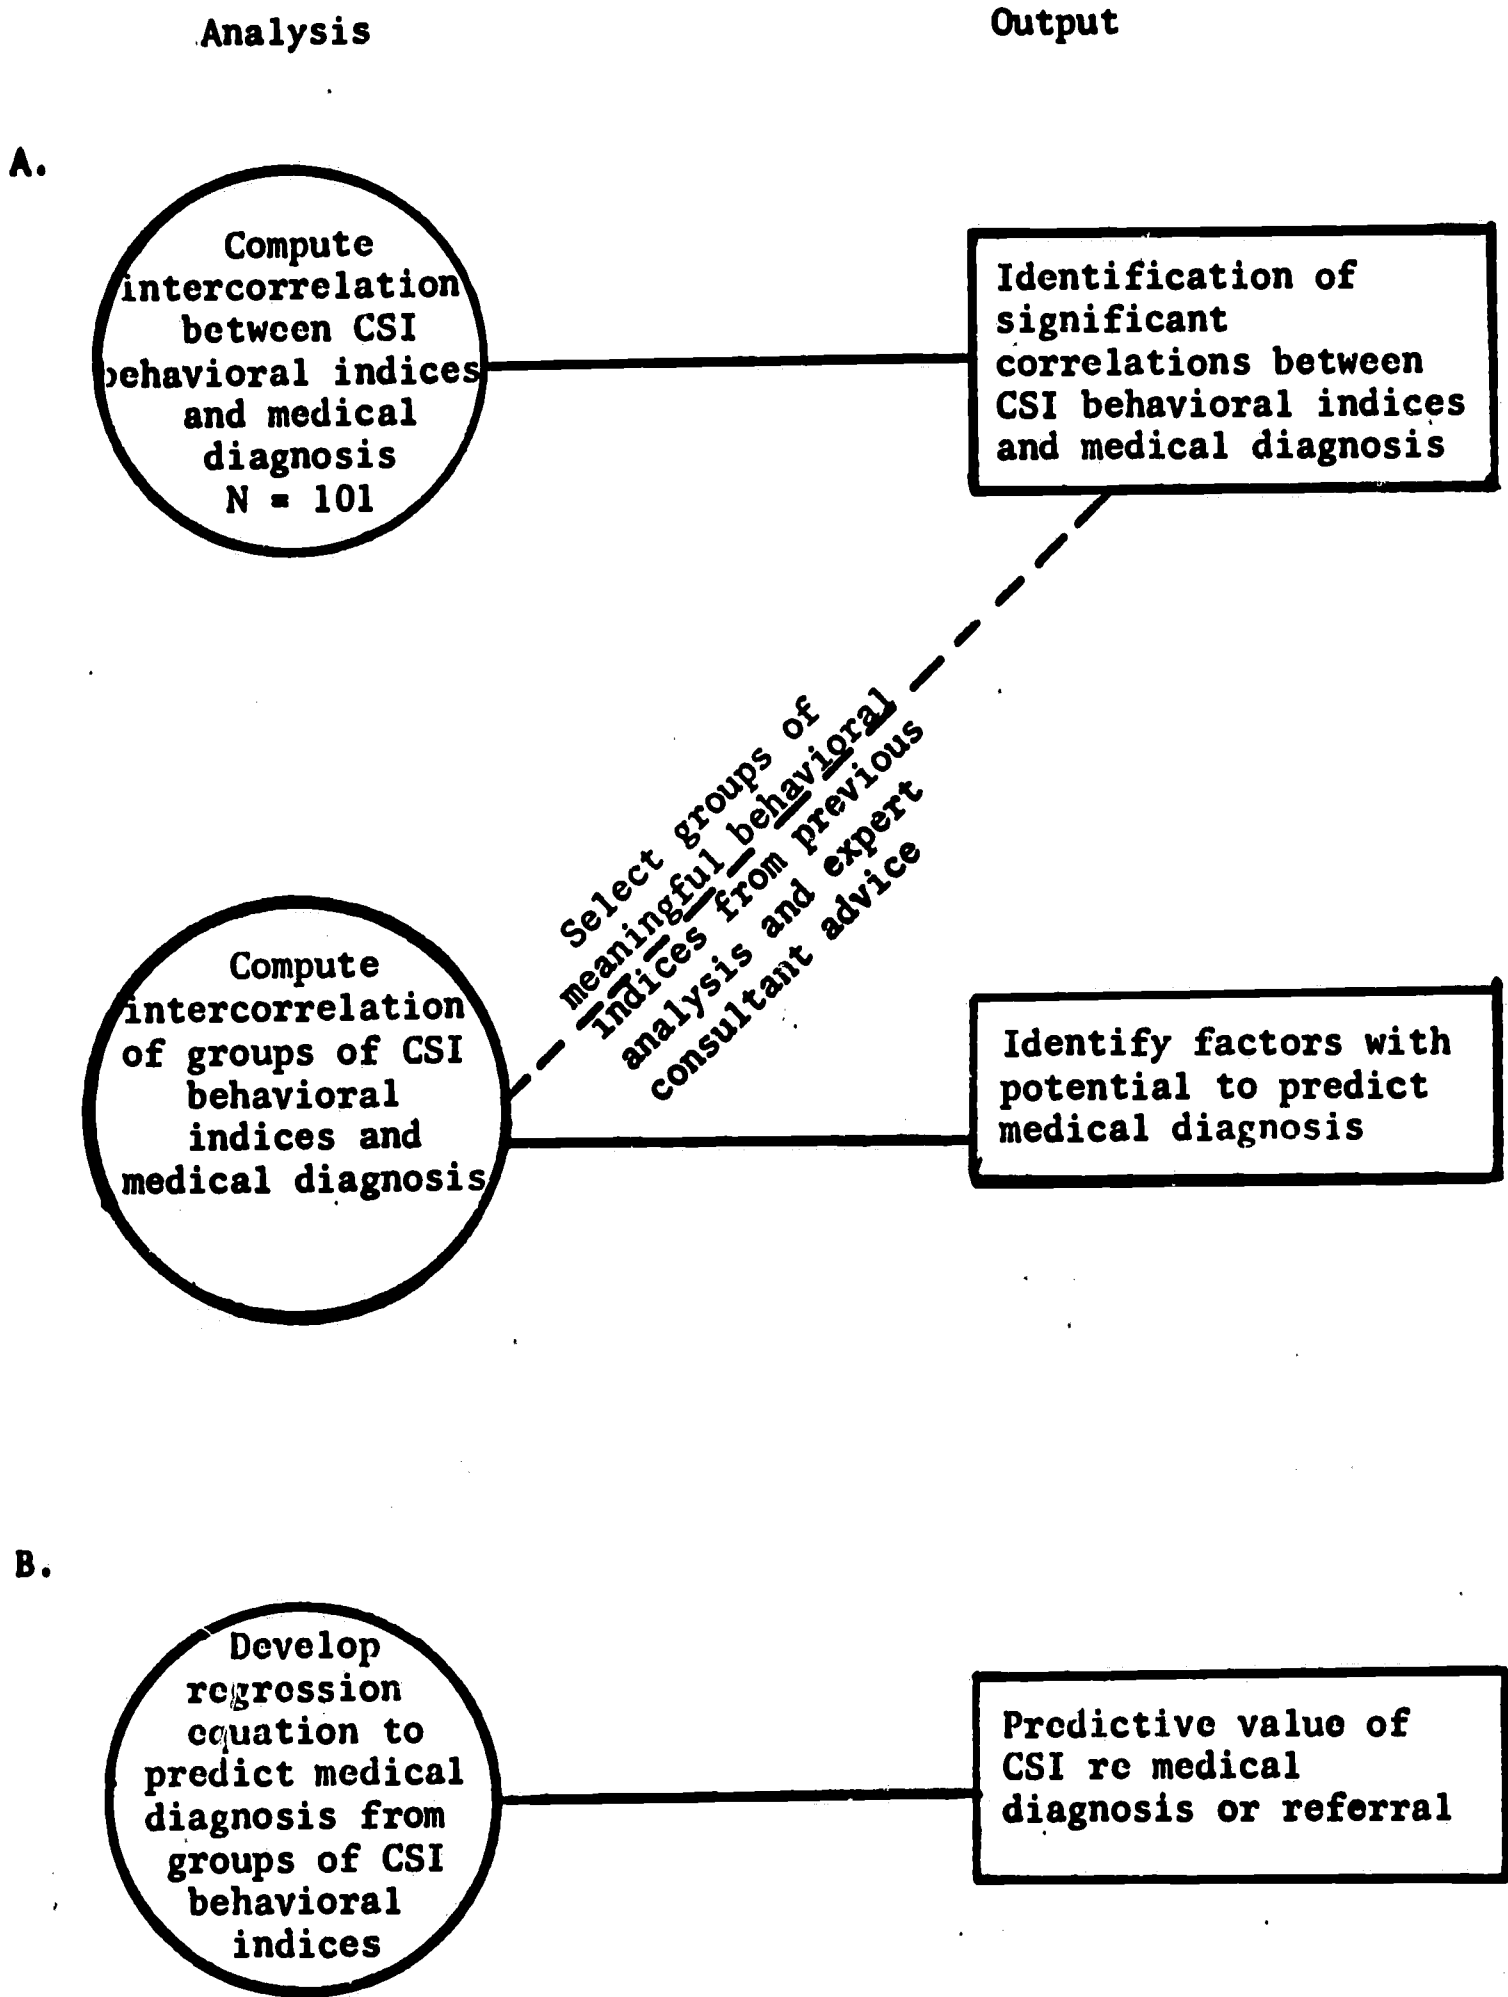 Analysis
Output
A.
Compute
intercorrelation
between CSI
behavioral indices
and medical
diagnosis
N = 101
Identification of
significant
correlations between
CSI behavioral indices
and medical diagnosis
Select groups of
meaningful behavioral
indices from previous
analysis and expert
consultant advice
Compute
intercorrelation
of groups of CSI
behavioral
indices and
medical diagnosis
Identify factors with
potential to predict
medical diagnosis
B.
Develop
regression
equation to
predict medical
diagnosis from
groups of CSI
behavioral
indices
Predictive value of
CSI re medical
diagnosis or referral